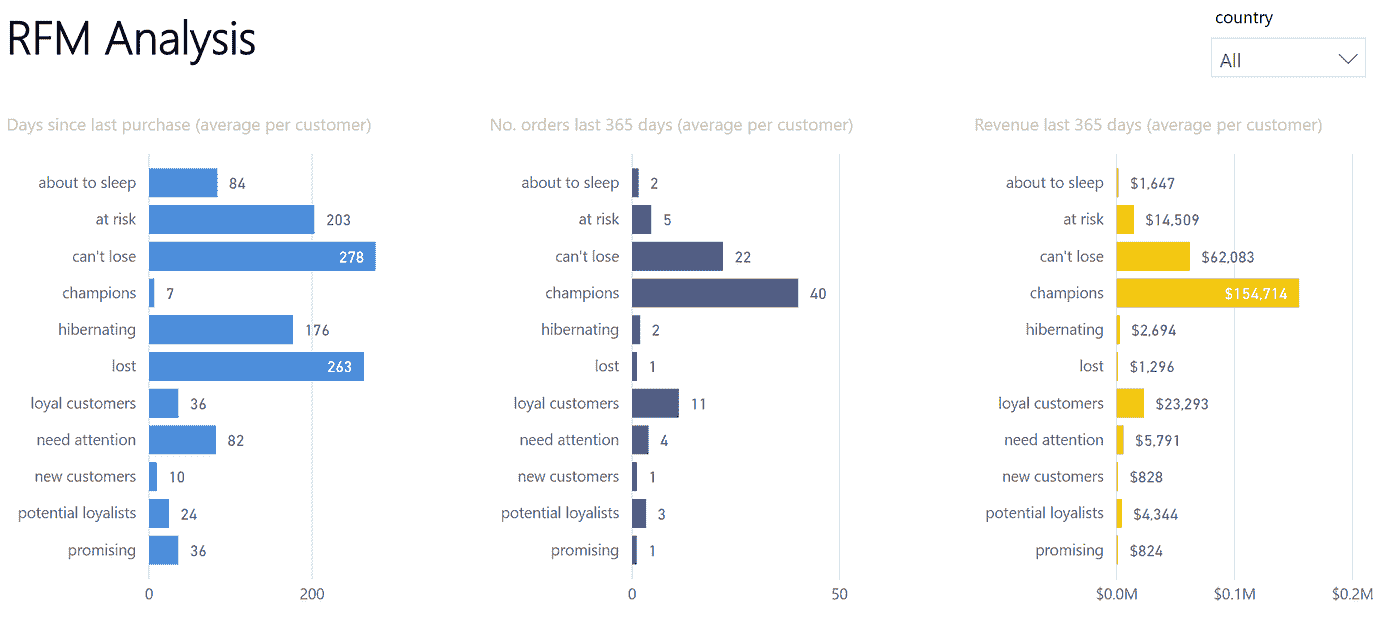 RFM Analysis
country
All
Days since last purchase (average per customer)
about to sleep 84
at risk 203
can't lose 278
champions 7
hibernating 176
lost 263
loyal customers 36
need attention 82
new customers 10
potential loyalists 24
promising 36
0 200
No. orders last 365 days (average per customer)
about to sleep 2
at risk 5
can't lose 22
champions 40
hibernating 2
lost 1
loyal customers 11
need attention 4
new customers 1
potential loyalists 3
promising 1
0 50
Revenue last 365 days (average per customer)
about to sleep $1,647
at risk $14,509
can't lose $62,083
champions $154,714
hibernating $2,694
lost $1,296
loyal customers $23,293
need attention $5,791
new customers $828
potential loyalists $4,344
promising $824
$0.0M $0.1M $0.2M